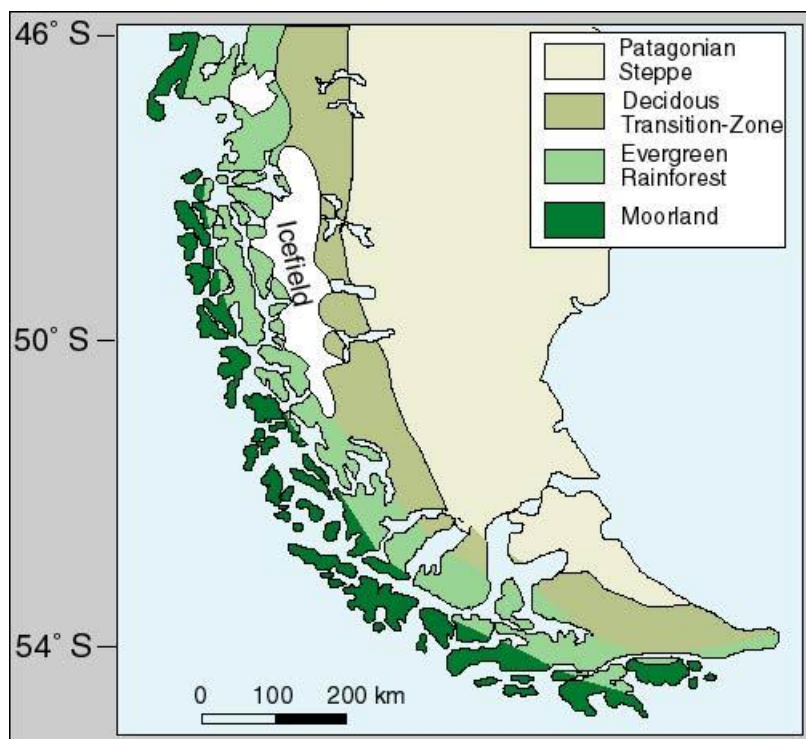 46° S
50° S
54° S
Patagonian
Steppe
Decidous
Transition-Zone
Evergreen
Rainforest
Moorland
Icefield
0 100 200 km